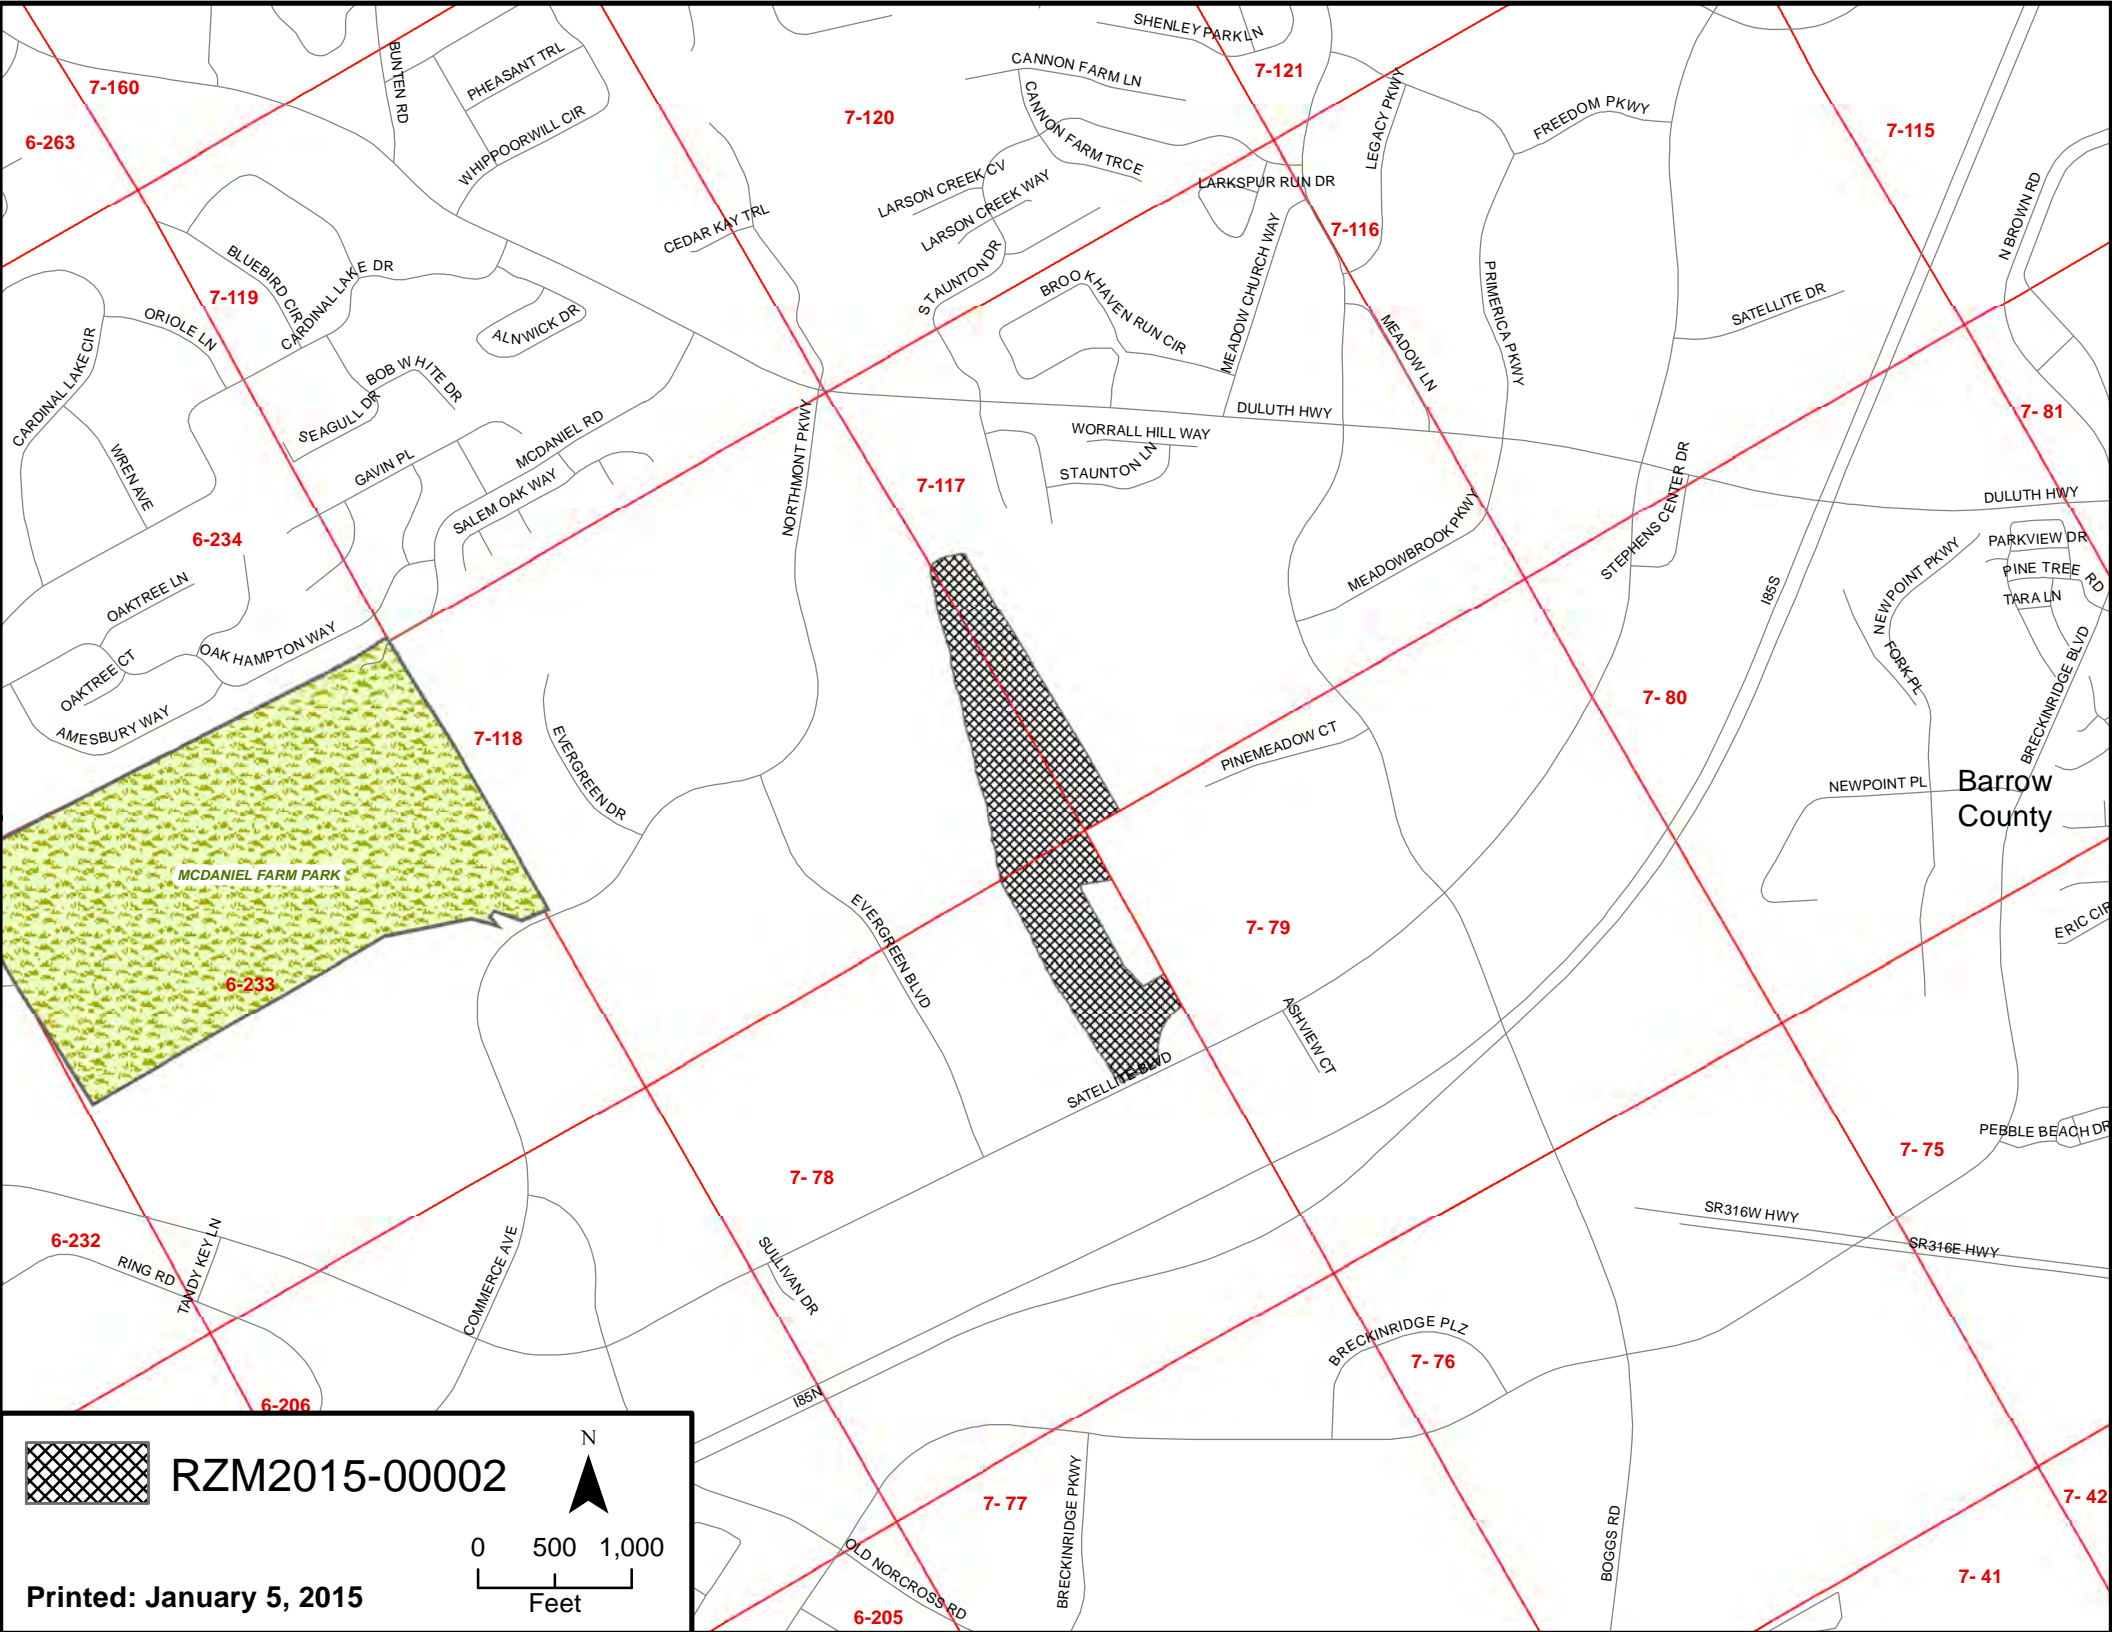 SHENLEY PARK LN
BUNTEN RD
PHEASANT TRL
CANNON FARM LN
7-121
7-160
LEGACY PKWY
FREEDOM PKWY
7-120
7-115
6-263
WHIPPOORWILL CIR
CANNON FARM TRCE
LARSON CREEK CV
LARKSPUR RUN DR
LARSON CREEK WAY
CEDAR KAY TRL
7-116
N BROWN RD
BLUEBIRD CIR
CARDINAL LAKE DR
STAUNTON DR
BROOKHAVEN RUN CIR
MEADOW CHURCH WAY
PRIMERICA PKWY
7-119
SATELLITE DR
ORIOLE LN
ALNWICK DR
MEADOW LN
CARDINAL LAKE CIR
BOB WHITE DR
SEAGULL DR
DULUTH HWY
7- 81
MCDANIEL RD
WORRALL HILL WAY
NORTHMONT PKWY
WREN AVE
GAVIN PL
STAUNTON LN
7-117
STEPHENS CENTER DR
DULUTH HWY
SALEM OAK WAY
6-234
MEADOWBROOK PKWY
PARKVIEW DR
NEWPOINT PKWY
PINE TREE RD
I85S
OAKTREE LN
TARA LN
OAK HAMPTON WAY
FORK PL
OAKTREE CT
BRECKINRIDGE BLVD
7- 80
AMESBURY WAY
7-118
EVERGREEN DR
PINEMEADOW CT
NEWPOINT PL
Barrow
County
MCDANIEL FARM PARK
EVERGREEN BLVD
7- 79
ERIC CIR
6-233
ASHVIEW CT
SATELLITE BLVD
PEBBLE BEACH DR
7- 75
7- 78
SR316W HWY
6-232
TANDY KEY LN
SR316E HWY
RING RD
COMMERCE AVE
SULLIVAN DR
BRECKINRIDGE PLZ
7- 76
I85N
6-206
7- 77
7- 42
BRECKINRIDGE PKWY
BOGGS RD
OLD NORCROSS RD
7- 41
6-205
N
RZM2015-00002
0 500 1,000
Feet
Printed: January 5, 2015